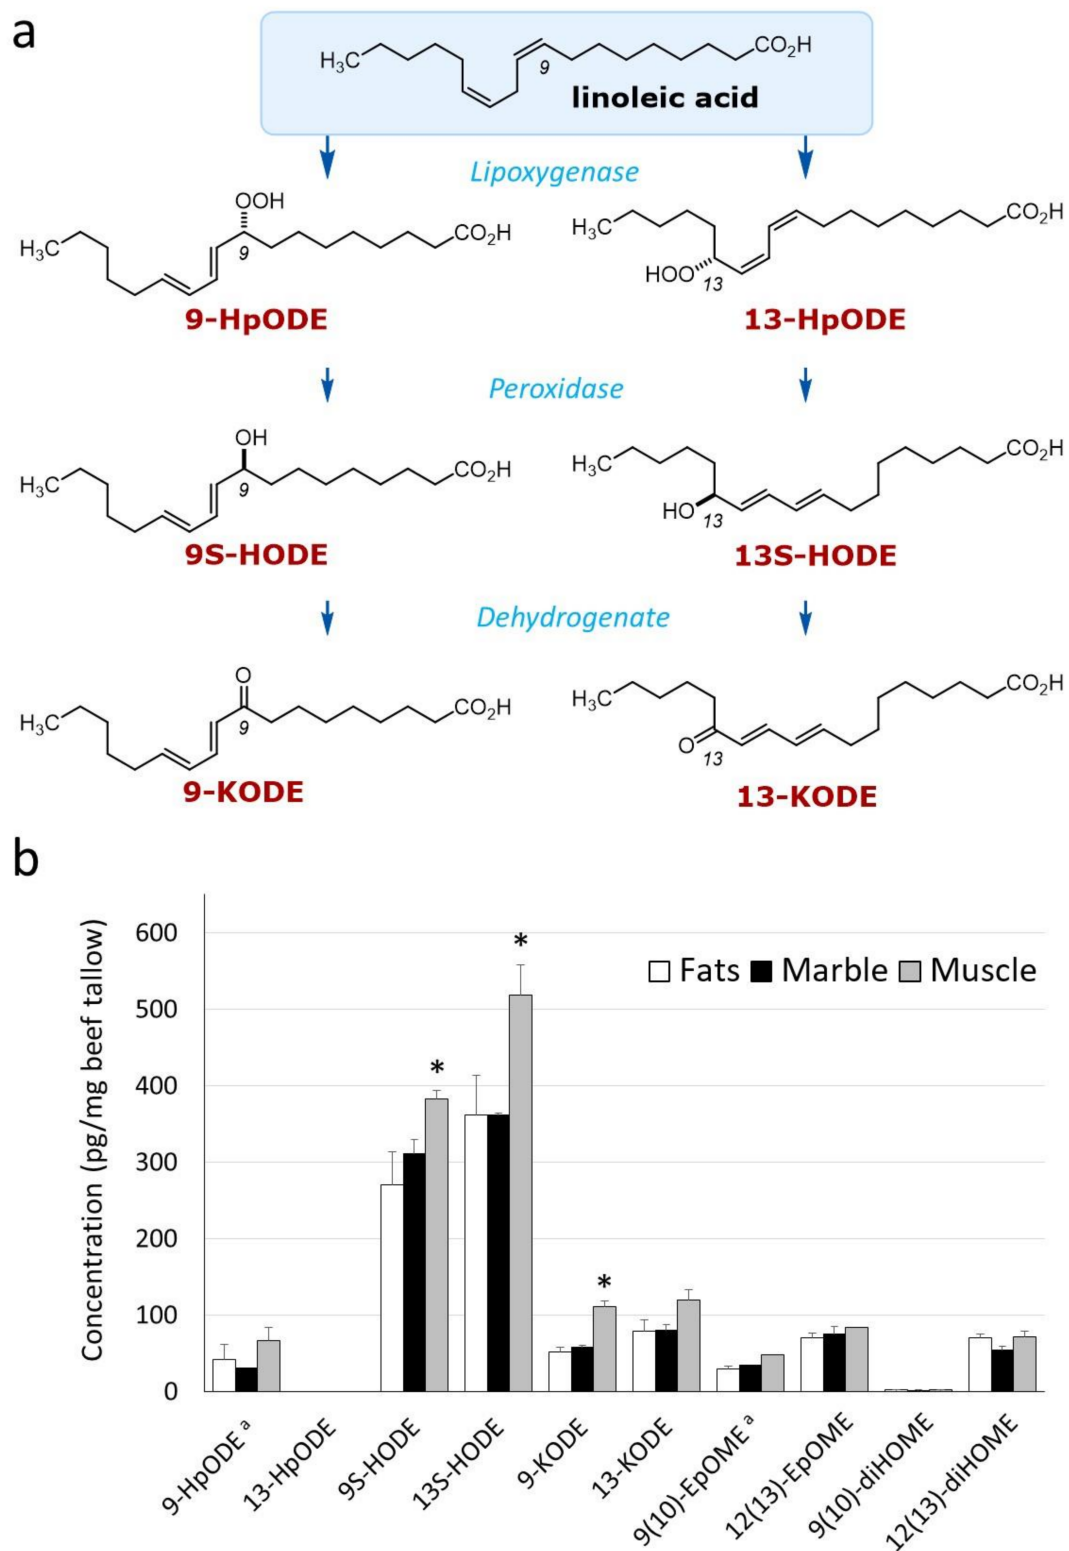 a
H₃C
CO₂H
9
linoleic acid
Lipoxygenase
OOH
H₃C
CO₂H
9
9-HpODE
H₃C
CO₂H
HOO
13
13-HpODE
Peroxidase
OH
H₃C
CO₂H
9
9S-HODE
H₃C
CO₂H
HO
13
13S-HODE
Dehydrogenate
O
H₃C
CO₂H
9
9-KODE
H₃C
CO₂H
O
13
13-KODE
b
Concentration (pg/mg beef tallow)
600
500
400
300
200
100
0
Fats Marble Muscle
*
*
*
9-HpODE ª
13-HpODE
9S-HODE
13S-HODE
9-KODE
13-KODE
9(10)-EpOME ª
12(13)-EpOME
9(10)-diHOME
12(13)-diHOME